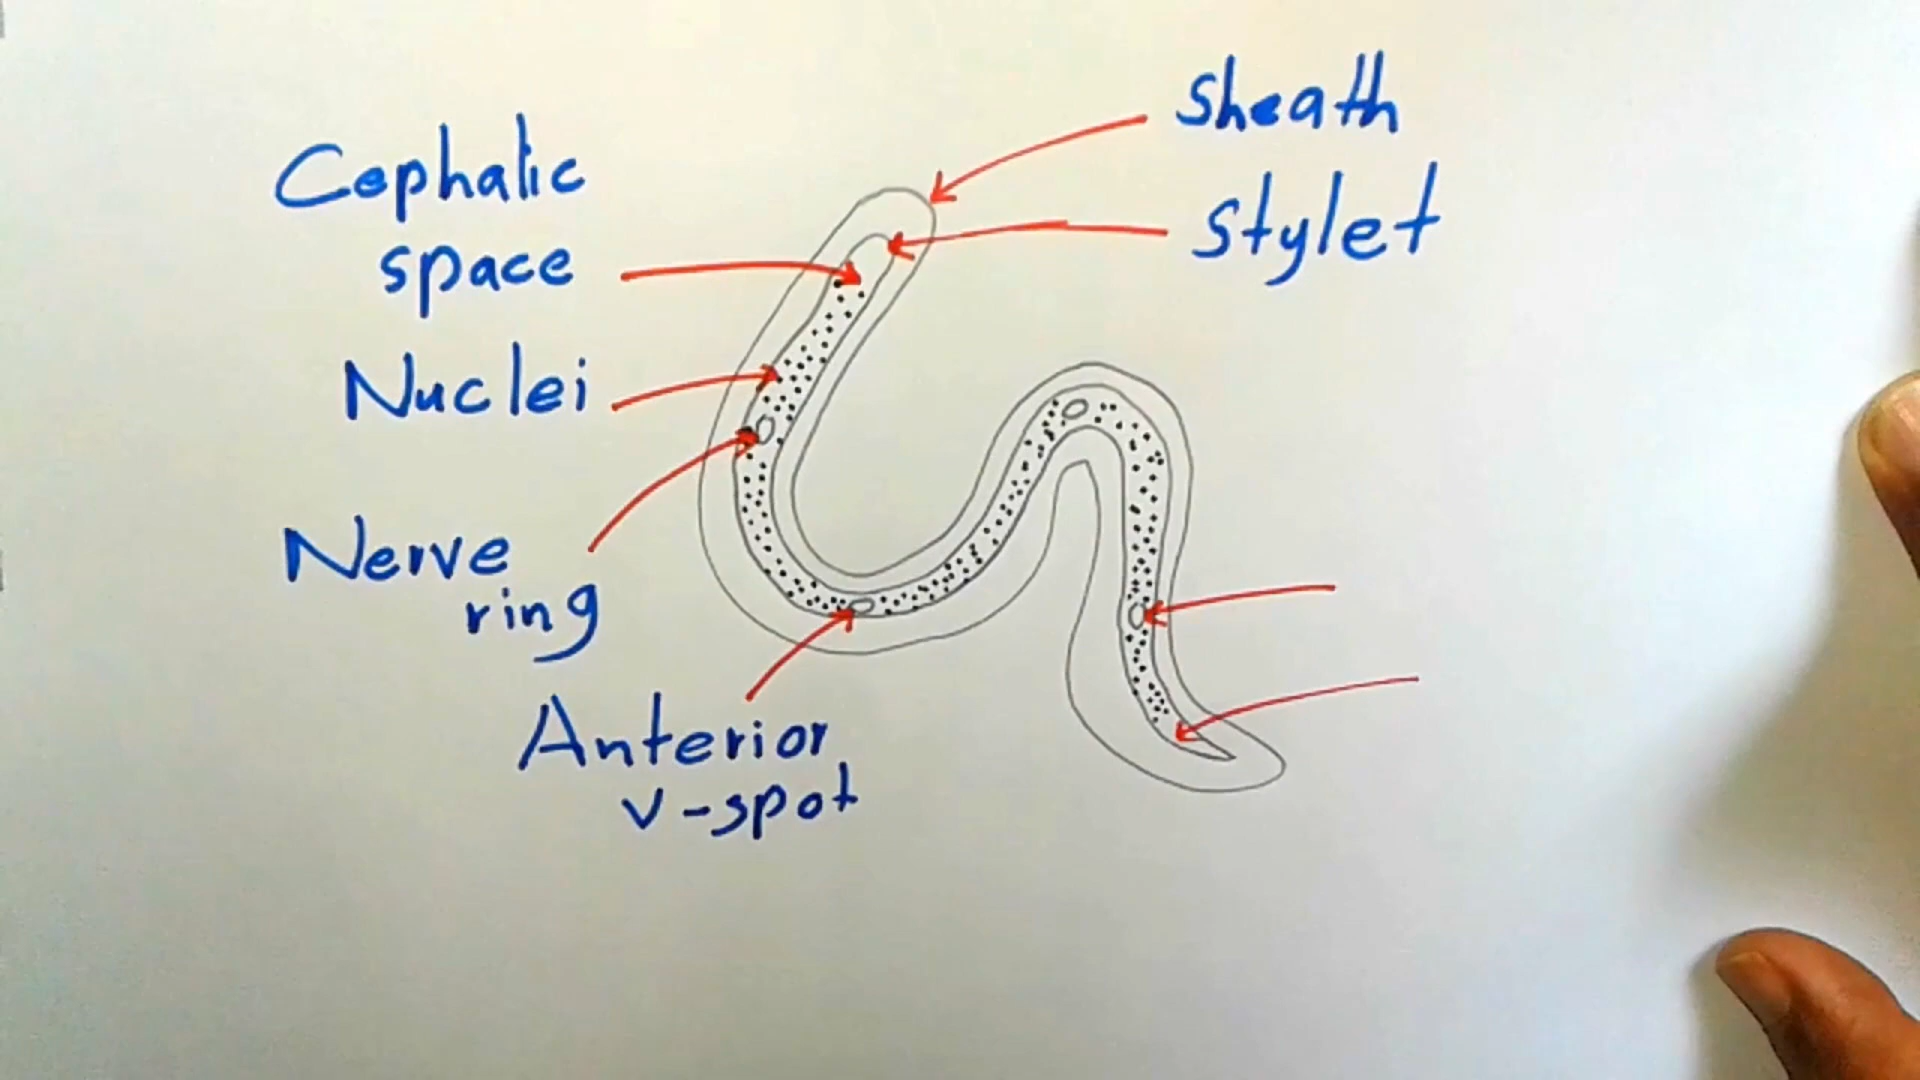 Cephalic
space
Nuclei
Nerve
ring
Anterior
v-spot
Sheath
Stylet